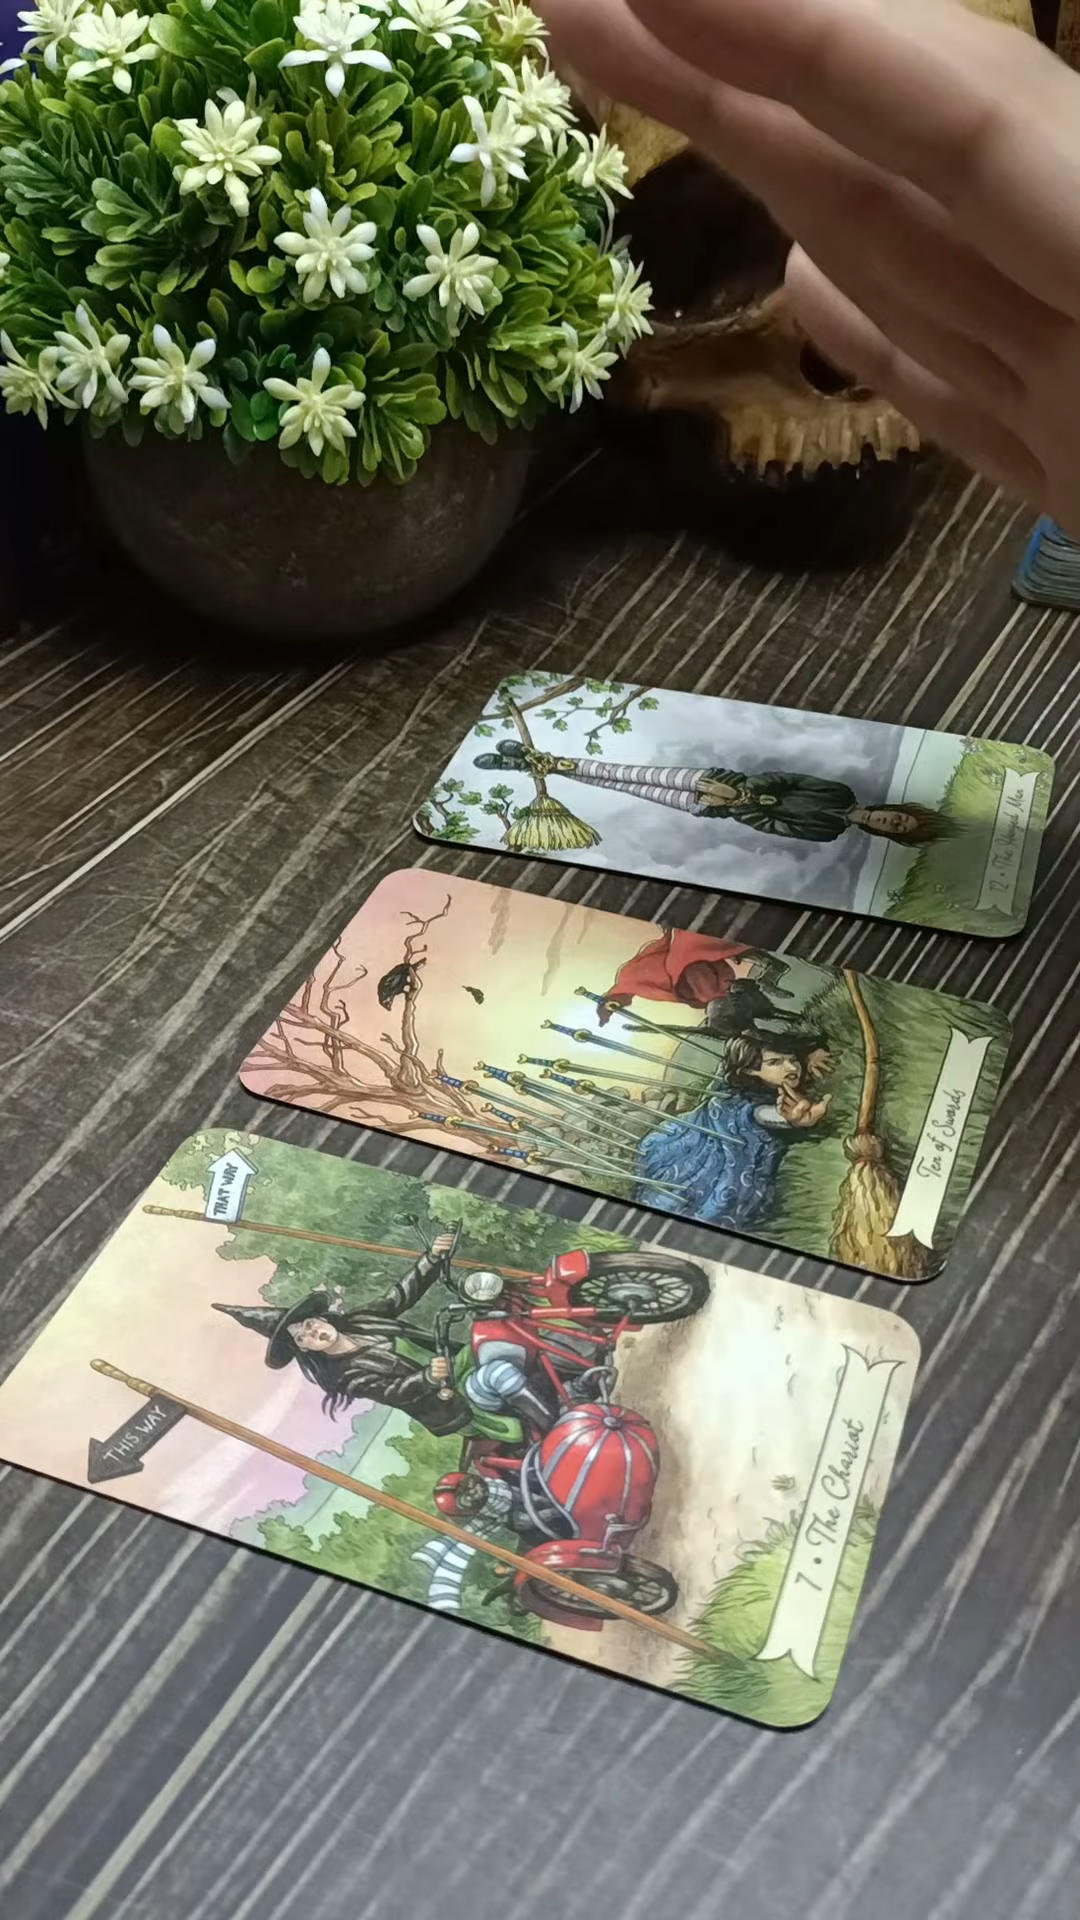 12 • The Hanged Man
Ten of Swords
THAT WAY
THIS WAY
7 • The Chariot